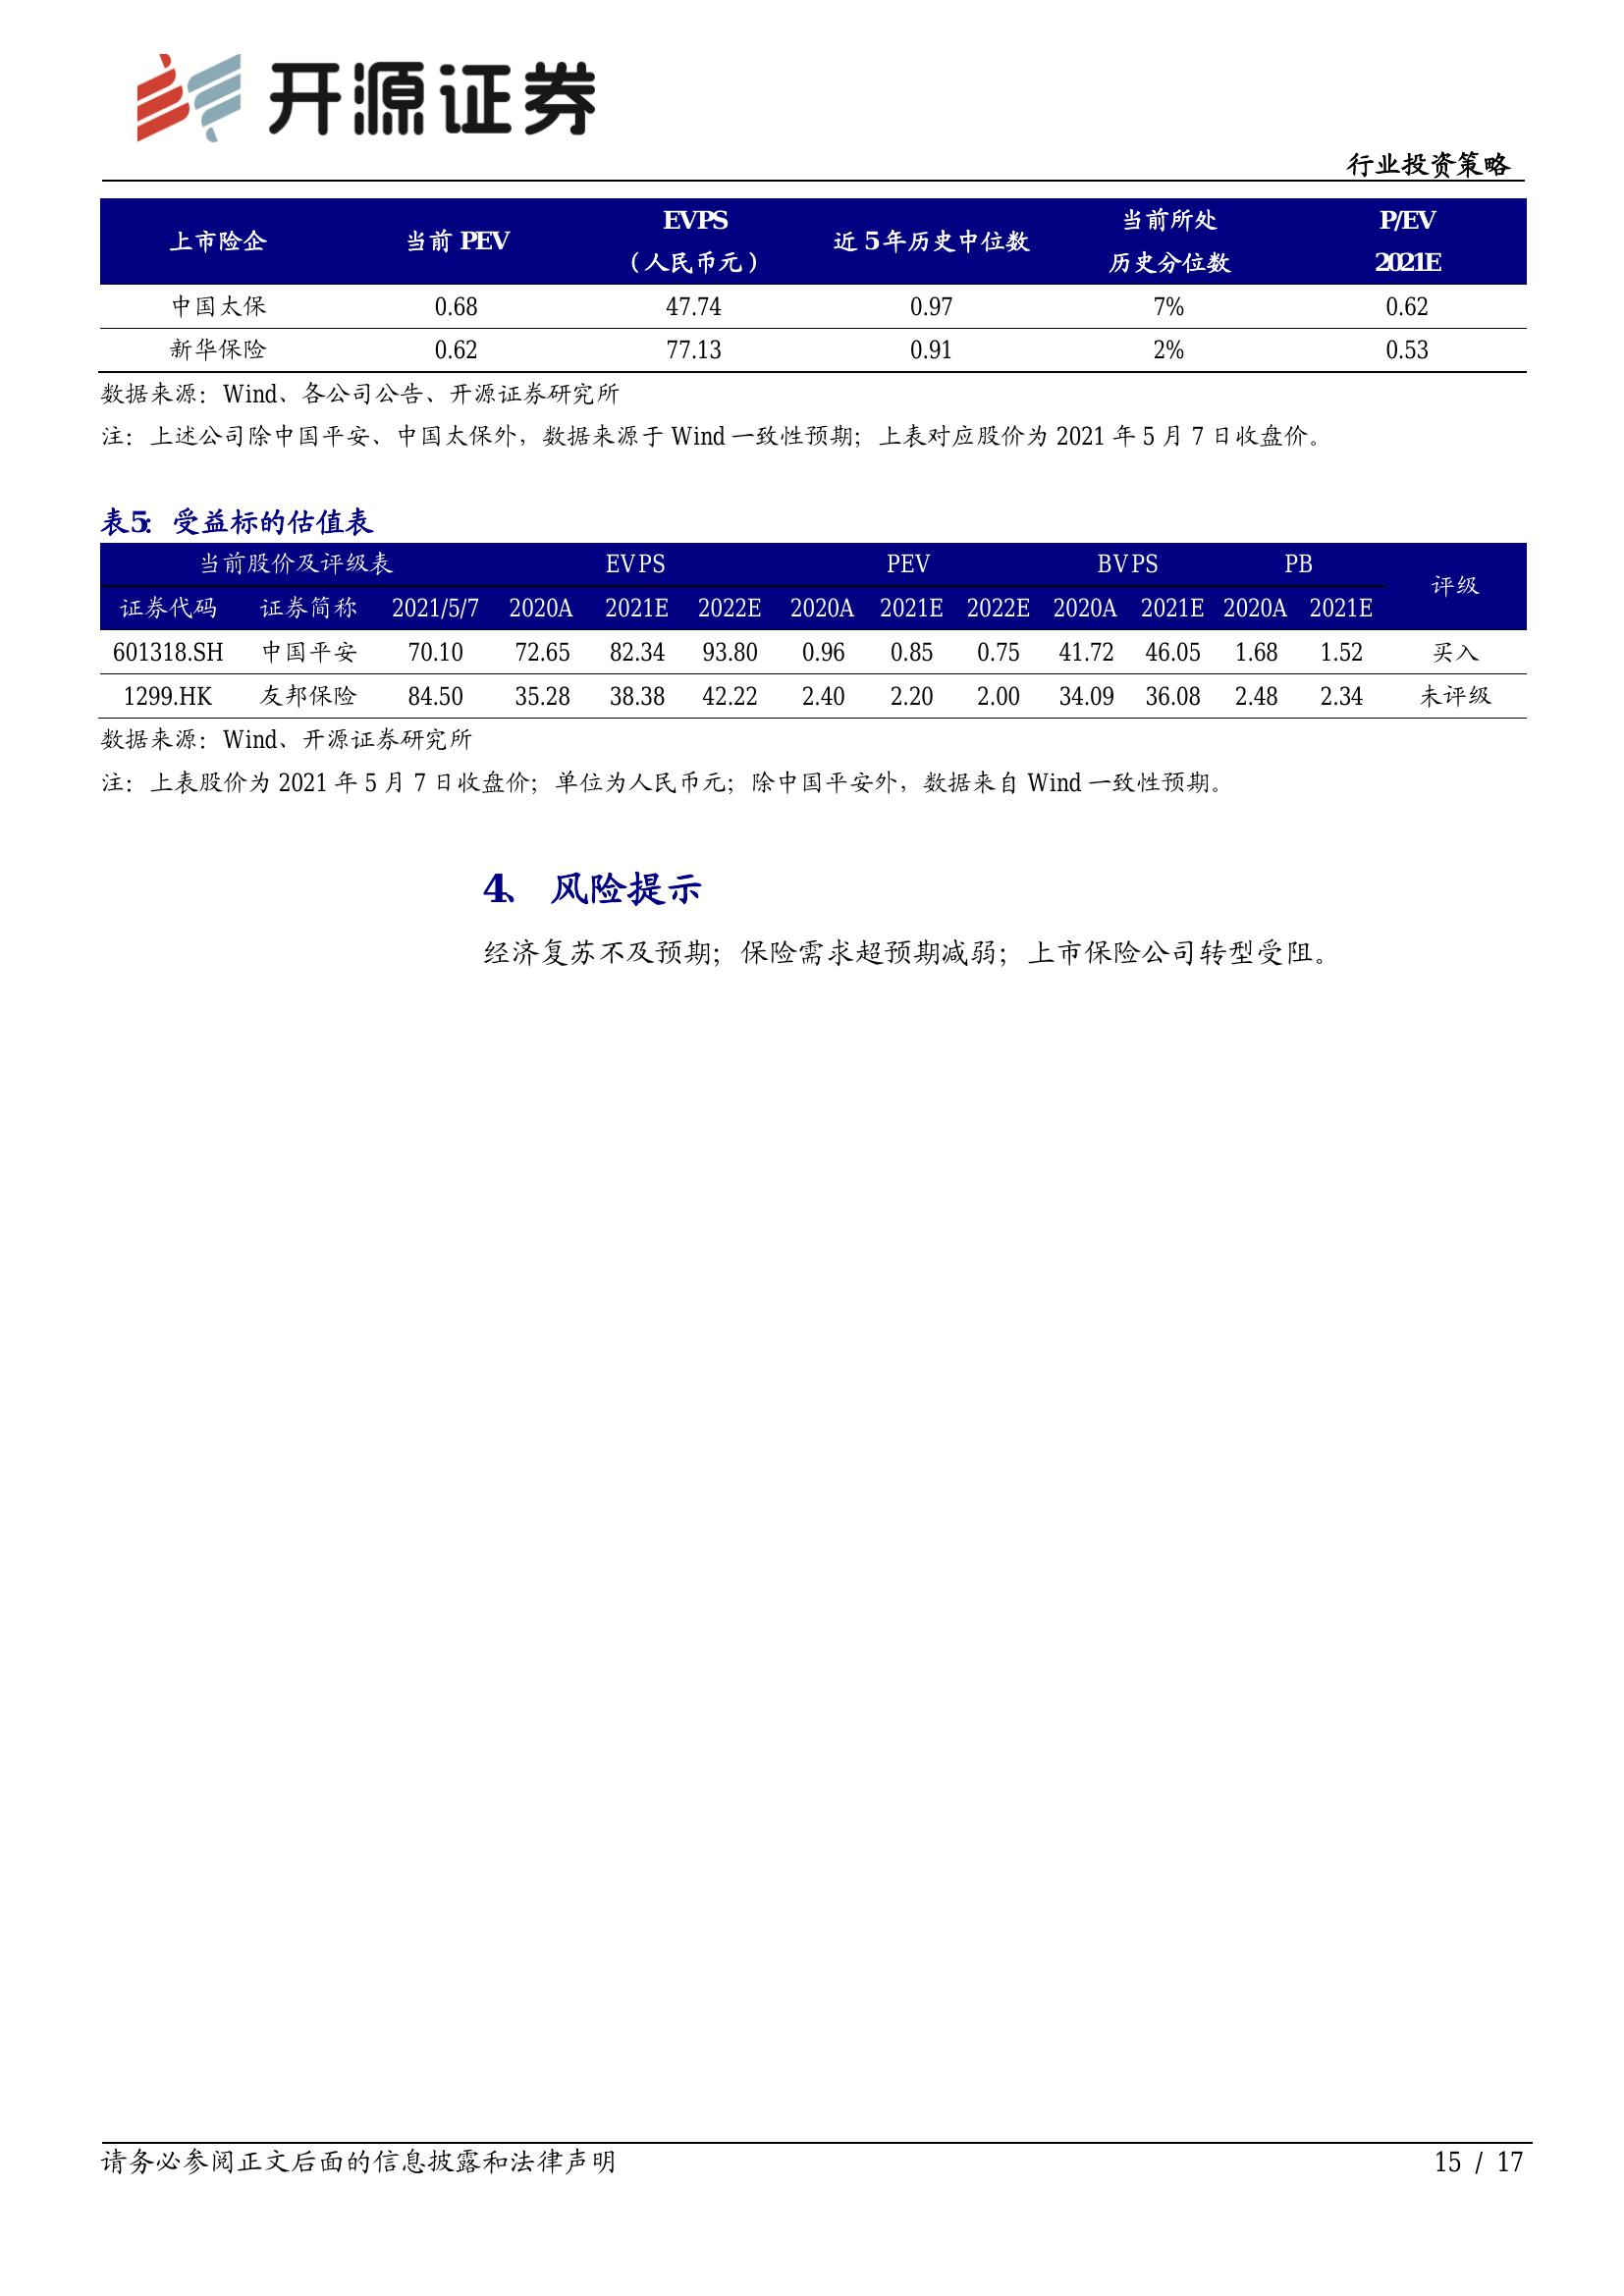 开源证券
行业投资策略
上市险企 当前 PEV EVPS（人民币元） 近 5 年历史中位数 当前所处历史分位数 P/EV 2021E
中国太保 0.68 47.74 0.97 7% 0.62
新华保险 0.62 77.13 0.91 2% 0.53
数据来源：Wind、各公司公告、开源证券研究所
注：上述公司除中国平安、中国太保外，数据来源于 Wind 一致性预期；上表对应股价为 2021 年 5 月 7 日收盘价。
表5：受益标的估值表
当前股价及评级表 EVPS PEV BVPS PB 评级
证券代码 证券简称 2021/5/7 2020A 2021E 2022E 2020A 2021E 2022E 2020A 2021E 2020A 2021E
601318.SH 中国平安 70.10 72.65 82.34 93.80 0.96 0.85 0.75 41.72 46.05 1.68 1.52 买入
1299.HK 友邦保险 84.50 35.28 38.38 42.22 2.40 2.20 2.00 34.09 36.08 2.48 2.34 未评级
数据来源：Wind、开源证券研究所
注：上表股价为 2021 年 5 月 7 日收盘价；单位为人民币元；除中国平安外，数据来自 Wind 一致性预期。
4、 风险提示
经济复苏不及预期；保险需求超预期减弱；上市保险公司转型受阻。
请务必参阅正文后面的信息披露和法律声明 15 / 17